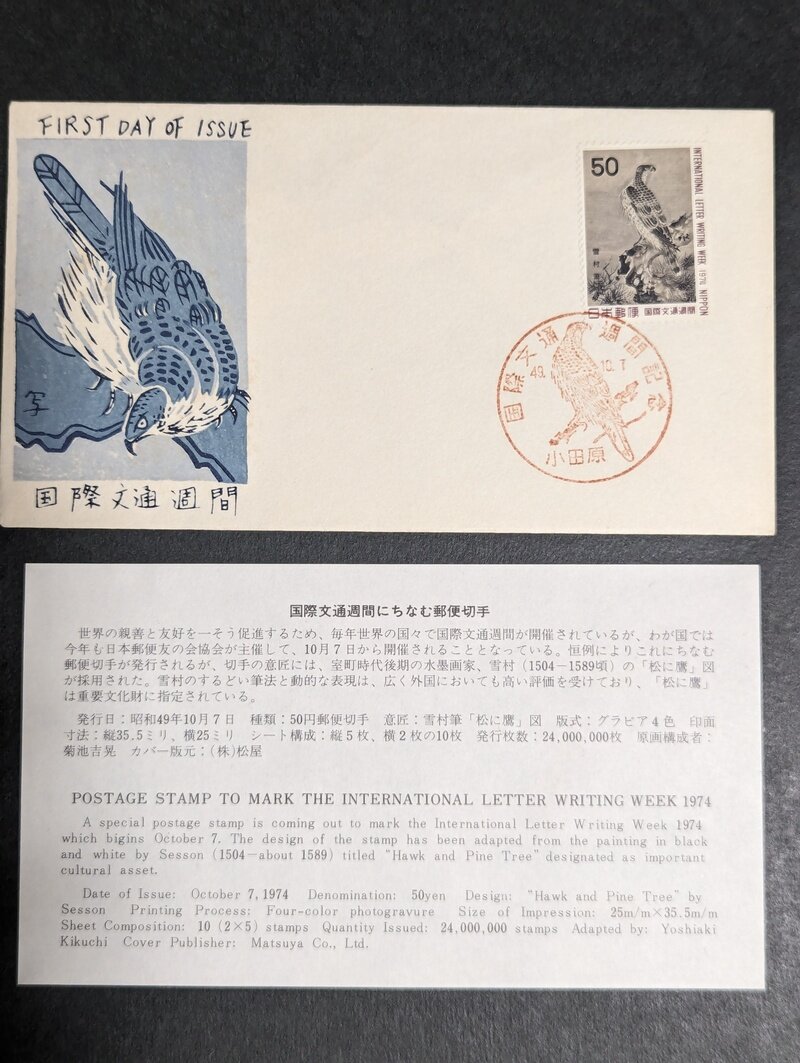 FIRST DAY OF ISSUE
写
国際文通週間
50
INTERNATIONAL LETTER WRITING WEEK 1974 NIPPON
雪村筆
日本郵便 国際文通週間
国際文通週間記念
49. 10.7
小田原
国際文通週間にちなむ郵便切手
世界の親善と友好を一そう促進するため、毎年世界の国々で国際文通週間が開催されているが、わが国では
今年も日本郵便友の会協会が主催して、10月7日から開催されることとなっている。恒例によりこれにちなむ
郵便切手が発行されるが、切手の意匠には、室町時代後期の水墨画家、雪村（1504－1589頃）の「松に鷹」図
が採用された。雪村のするどい筆法と動的な表現は、広く外国においても高い評価を受けており、「松に鷹」
は重要文化財に指定されている。
発行日：昭和49年10月7日 種類：50円郵便切手 意匠：雪村筆「松に鷹」図 版式：グラビア4色 印面
寸法：縦35.5ミリ、横25ミリ シート構成：縦5枚、横2枚の10枚 発行枚数：24,000,000枚 原画構成者：
菊池吉晃 カバー版元：(株)松屋
POSTAGE STAMP TO MARK THE INTERNATIONAL LETTER WRITING WEEK 1974
A special postage stamp is coming out to mark the International Letter Writing Week 1974
which bigins October 7. The design of the stamp has been adapted from the painting in black
and white by Sesson (1504—about 1589) titled "Hawk and Pine Tree" designated as important
cultural asset.
Date of Issue: October 7, 1974 Denomination: 50yen Design: "Hawk and Pine Tree" by
Sesson Printing Process: Four-color photogravure Size of Impression: 25m/m×35.5m/m
Sheet Composition: 10 (2×5) stamps Quantity Issued: 24,000,000 stamps Adapted by: Yoshiaki
Kikuchi Cover Publisher: Matsuya Co., Ltd.